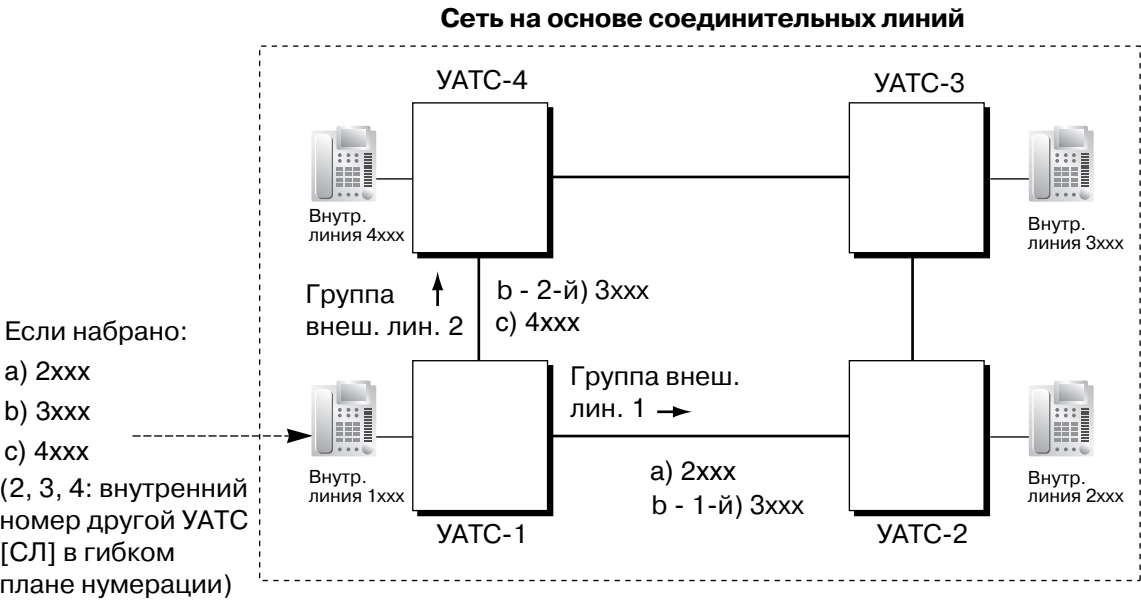 Сеть на основе соединительных линий
УАТС-4
УАТС-3
Внутр.
линия 4xxx
Внутр.
линия 3xxx
Группа
внеш. лин. 2
b - 2-й) 3xxx
c) 4xxx
Если набрано:
a) 2xxx
b) 3xxx
c) 4xxx
(2, 3, 4: внутренний
номер другой УАТС
[СЛ] в гибком
плане нумерации)
Группа внеш.
лин. 1
Внутр.
линия 1xxx
a) 2xxx
b - 1-й) 3xxx
Внутр.
линия 2xxx
УАТС-1
УАТС-2